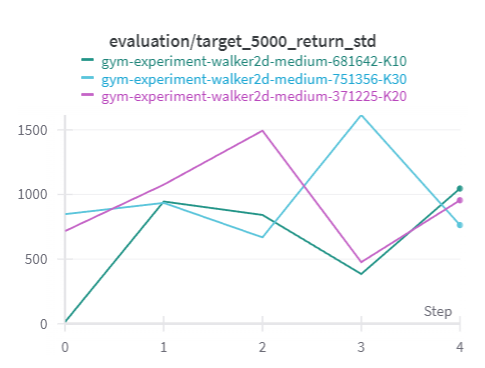 evaluation/target_5000_return_std
gym-experiment-walker2d-medium-681642-K10
gym-experiment-walker2d-medium-751356-K30
gym-experiment-walker2d-medium-371225-K20
1500
1000
500
0
Step
0 1 2 3 4